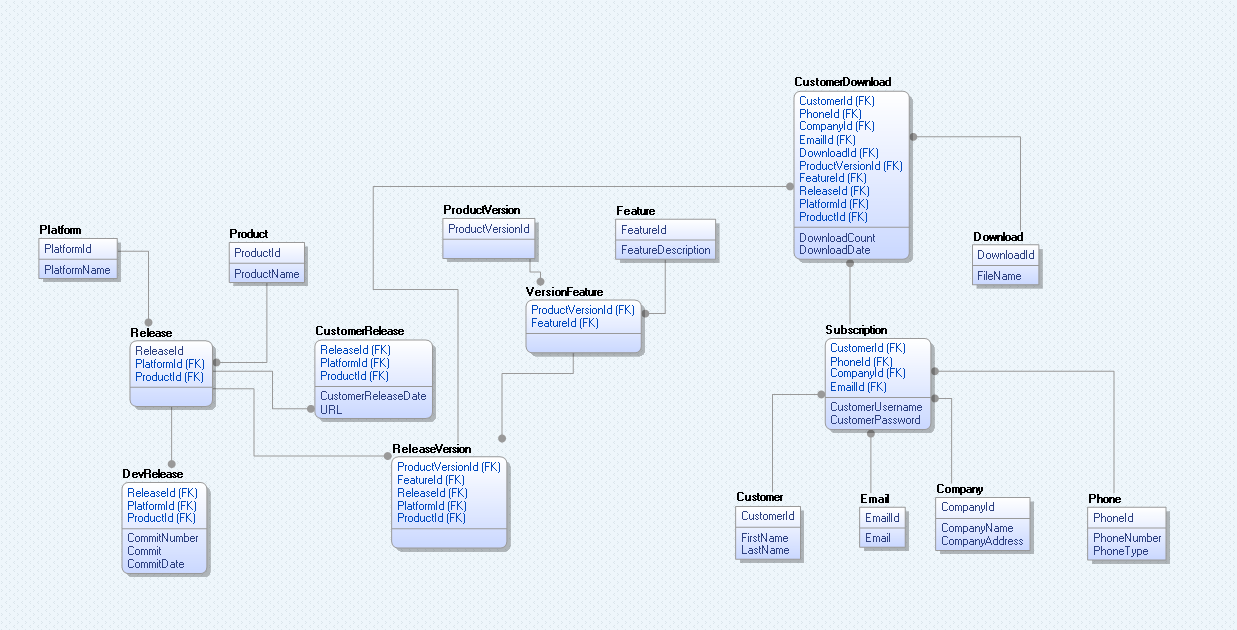 CustomerDownload
CustomerId (FK)
PhoneId (FK)
CompanyId (FK)
EmailId (FK)
DownloadId (FK)
ProductVersionId (FK)
FeatureId (FK)
ReleaseId (FK)
PlatformId (FK)
ProductId (FK)
DownloadCount
DownloadDate
Platform
PlatformId
PlatformName
Product
ProductId
ProductName
ProductVersion
ProductVersionId
Feature
FeatureId
FeatureDescription
Download
DownloadId
FileName
VersionFeature
ProductVersionId (FK)
FeatureId (FK)
Release
ReleaseId
PlatformId (FK)
ProductId (FK)
CustomerRelease
ReleaseId (FK)
PlatformId (FK)
ProductId (FK)
CustomerReleaseDate
URL
Subscription
CustomerId (FK)
PhoneId (FK)
CompanyId (FK)
EmailId (FK)
CustomerUsername
CustomerPassword
DevRelease
ReleaseId (FK)
PlatformId (FK)
ProductId (FK)
CommitNumber
Commit
CommitDate
ReleaseVersion
ProductVersionId (FK)
FeatureId (FK)
ReleaseId (FK)
PlatformId (FK)
ProductId (FK)
Customer
CustomerId
FirstName
LastName
Email
EmailId
Email
Company
CompanyId
CompanyName
CompanyAddress
Phone
PhoneId
PhoneNumber
PhoneType